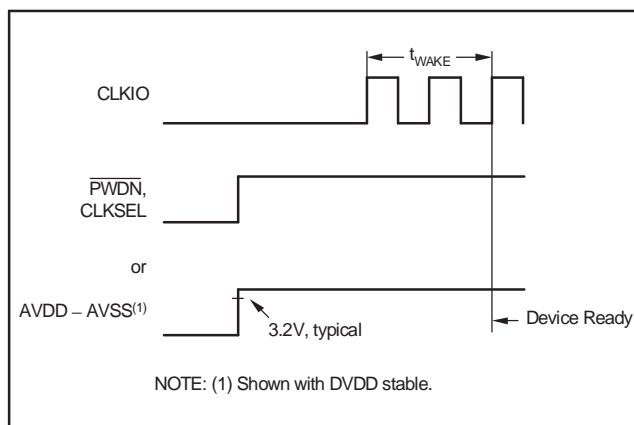 tWAKE
CLKIO
PWDN,
CLKSEL
or
AVDD – AVSS(1)
3.2V, typical
Device Ready
NOTE: (1) Shown with DVDD stable.